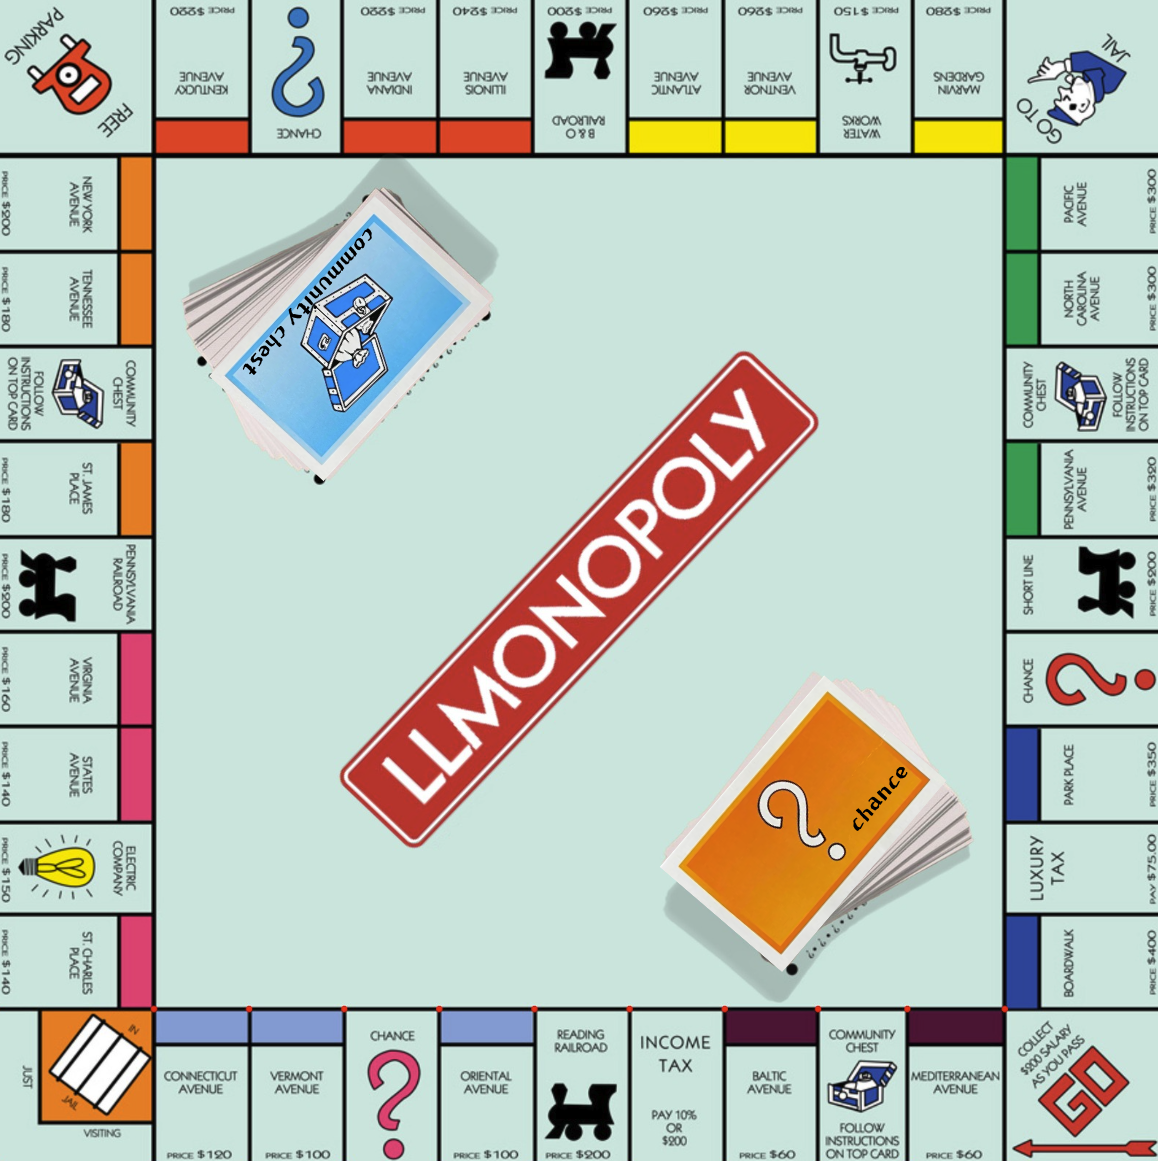 FREE
PARKING
KENTUCKY
AVENUE
PRICE $220
CHANCE
INDIANA
AVENUE
PRICE $220
ILLINOIS
AVENUE
PRICE $240
B & O
RAILROAD
PRICE $200
ATLANTIC
AVENUE
PRICE $260
VENTNOR
AVENUE
PRICE $260
WATER
WORKS
PRICE $150
MARVIN
GARDENS
PRICE $280
GO TO
JAIL
PACIFIC
AVENUE
PRICE $300
NORTH
CAROLINA
AVENUE
PRICE $300
COMMUNITY
CHEST
FOLLOW
INSTRUCTIONS
ON TOP CARD
PENNSYLVANIA
AVENUE
PRICE $320
SHORT LINE
PRICE $200
CHANCE
?
PARK PLACE
PRICE $350
LUXURY
TAX
PAY $75.00
BOARDWALK
PRICE $400
COLLECT
$200 SALARY
AS YOU PASS
GO
MEDITERRANEAN
AVENUE
PRICE $60
COMMUNITY
CHEST
FOLLOW
INSTRUCTIONS
ON TOP CARD
BALTIC
AVENUE
PRICE $60
INCOME
TAX
PAY 10%
OR
$200
READING
RAILROAD
PRICE $200
ORIENTAL
AVENUE
PRICE $100
CHANCE
?
VERMONT
AVENUE
PRICE $100
CONNECTICUT
AVENUE
PRICE $120
IN
JAIL
JUST
VISITING
ST. CHARLES
PLACE
PRICE $140
ELECTRIC
COMPANY
PRICE $150
STATES
AVENUE
PRICE $140
VIRGINIA
AVENUE
PRICE $160
PENNSYLVANIA
RAILROAD
PRICE $200
ST. JAMES
PLACE
PRICE $180
COMMUNITY
CHEST
FOLLOW
INSTRUCTIONS
ON TOP CARD
TENNESSEE
AVENUE
PRICE $180
NEW YORK
AVENUE
PRICE $200
community chest
LLMONOPOLY
?
chance